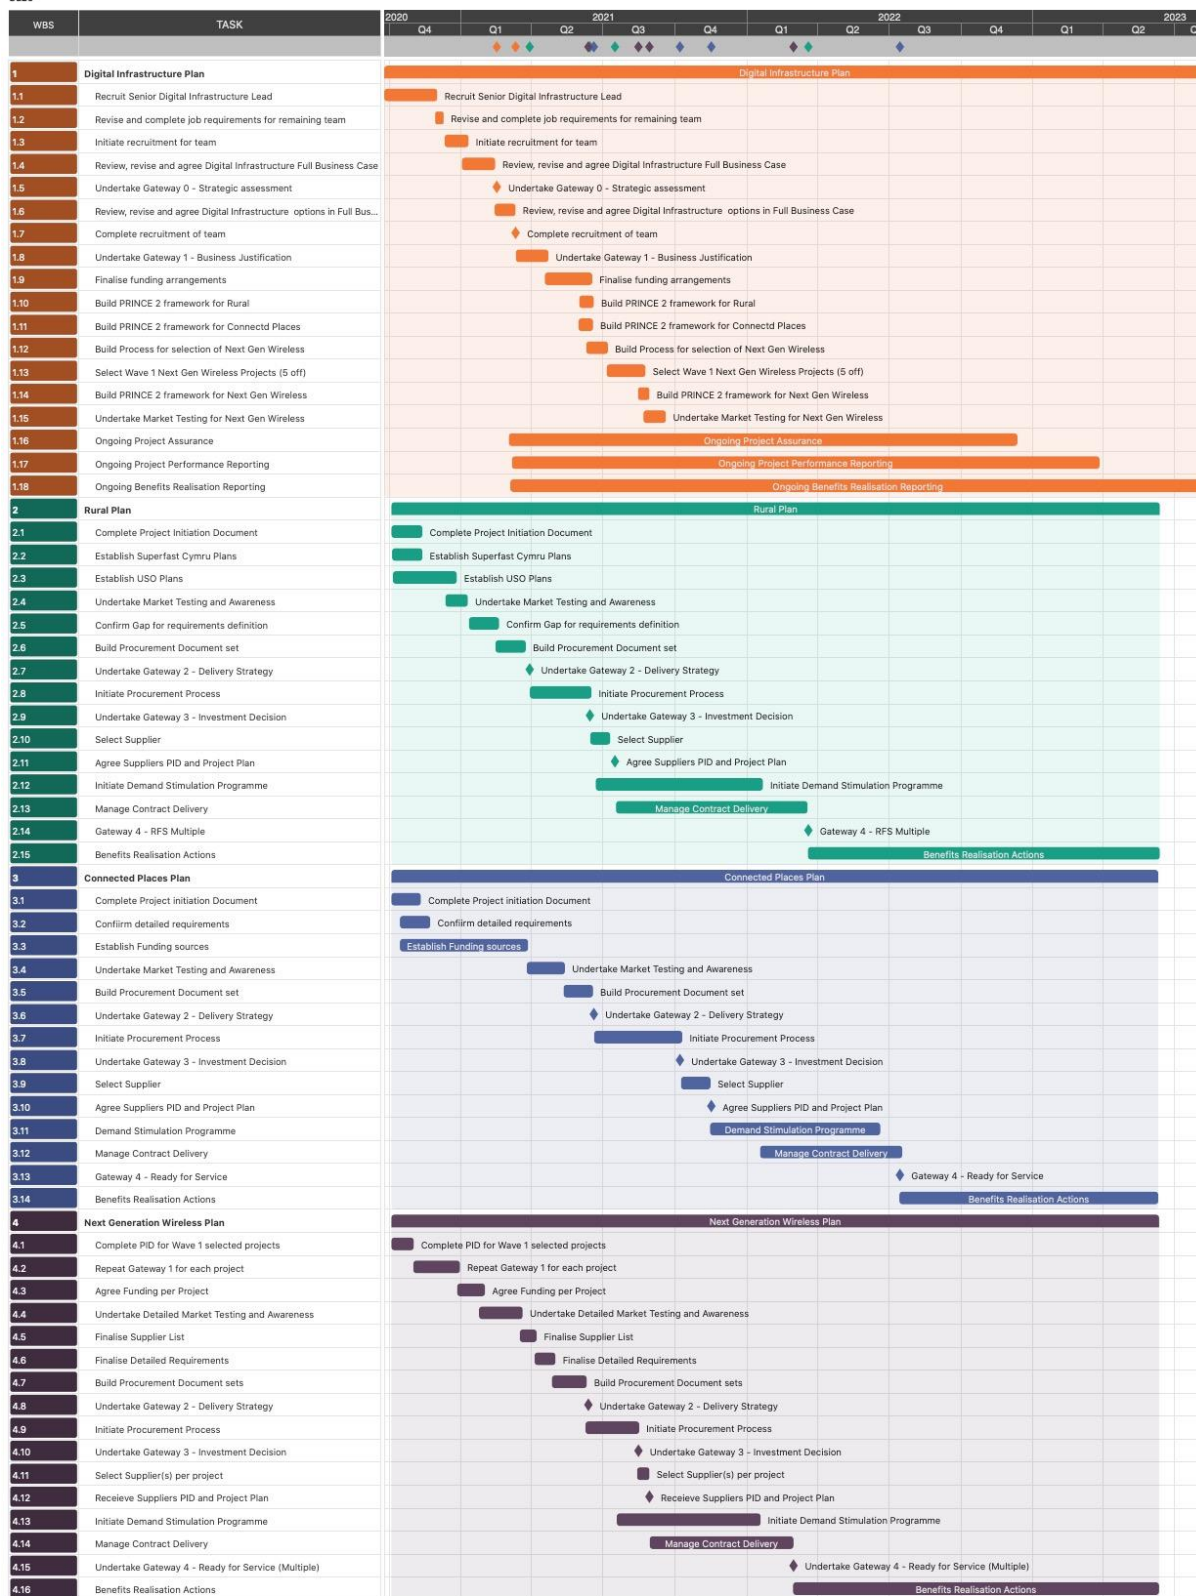 WBS TASK 2020 2021 2022 2023
Q4 Q1 Q2 Q3 Q4 Q1 Q2 Q3 Q4 Q1 Q2
1 Digital Infrastructure Plan Digital Infrastructure Plan
1.1 Recruit Senior Digital Infrastructure Lead Recruit Senior Digital Infrastructure Lead
1.2 Revise and complete job requirements for remaining team Revise and complete job requirements for remaining team
1.3 Initiate recruitment for team Initiate recruitment for team
1.4 Review, revise and agree Digital Infrastructure Full Business Case Review, revise and agree Digital Infrastructure Full Business Case
1.5 Undertake Gateway 0 - Strategic assessment Undertake Gateway 0 - Strategic assessment
1.6 Review, revise and agree Digital Infrastructure options in Full Bus... Review, revise and agree Digital Infrastructure options in Full Business Case
1.7 Complete recruitment of team Complete recruitment of team
1.8 Undertake Gateway 1 - Business Justification Undertake Gateway 1 - Business Justification
1.9 Finalise funding arrangements Finalise funding arrangements
1.10 Build PRINCE 2 framework for Rural Build PRINCE 2 framework for Rural
1.11 Build PRINCE 2 framework for Connectd Places Build PRINCE 2 framework for Connectd Places
1.12 Build Process for selection of Next Gen Wireless Build Process for selection of Next Gen Wireless
1.13 Select Wave 1 Next Gen Wireless Projects (5 off) Select Wave 1 Next Gen Wireless Projects (5 off)
1.14 Build PRINCE 2 framework for Next Gen Wireless Build PRINCE 2 framework for Next Gen Wireless
1.15 Undertake Market Testing for Next Gen Wireless Undertake Market Testing for Next Gen Wireless
1.16 Ongoing Project Assurance Ongoing Project Assurance
1.17 Ongoing Project Performance Reporting Ongoing Project Performance Reporting
1.18 Ongoing Benefits Realisation Reporting Ongoing Benefits Realisation Reporting
2 Rural Plan Rural Plan
2.1 Complete Project Initiation Document Complete Project Initiation Document
2.2 Establish Superfast Cymru Plans Establish Superfast Cymru Plans
2.3 Establish USO Plans Establish USO Plans
2.4 Undertake Market Testing and Awareness Undertake Market Testing and Awareness
2.5 Confirm Gap for requirements definition Confirm Gap for requirements definition
2.6 Build Procurement Document set Build Procurement Document set
2.7 Undertake Gateway 2 - Delivery Strategy Undertake Gateway 2 - Delivery Strategy
2.8 Initiate Procurement Process Initiate Procurement Process
2.9 Undertake Gateway 3 - Investment Decision Undertake Gateway 3 - Investment Decision
2.10 Select Supplier Select Supplier
2.11 Agree Suppliers PID and Project Plan Agree Suppliers PID and Project Plan
2.12 Initiate Demand Stimulation Programme Initiate Demand Stimulation Programme
2.13 Manage Contract Delivery Manage Contract Delivery
2.14 Gateway 4 - RFS Multiple Gateway 4 - RFS Multiple
2.15 Benefits Realisation Actions Benefits Realisation Actions
3 Connected Places Plan Connected Places Plan
3.1 Complete Project initiation Document Complete Project initiation Document
3.2 Confiirm detailed requirements Confiirm detailed requirements
3.3 Establish Funding sources Establish Funding sources
3.4 Undertake Market Testing and Awareness Undertake Market Testing and Awareness
3.5 Build Procurement Document set Build Procurement Document set
3.6 Undertake Gateway 2 - Delivery Strategy Undertake Gateway 2 - Delivery Strategy
3.7 Initiate Procurement Process Initiate Procurement Process
3.8 Undertake Gateway 3 - Investment Decision Undertake Gateway 3 - Investment Decision
3.9 Select Supplier Select Supplier
3.10 Agree Suppliers PID and Project Plan Agree Suppliers PID and Project Plan
3.11 Demand Stimulation Programme Demand Stimulation Programme
3.12 Manage Contract Delivery Manage Contract Delivery
3.13 Gateway 4 - Ready for Service Gateway 4 - Ready for Service
3.14 Benefits Realisation Actions Benefits Realisation Actions
4 Next Generation Wireless Plan Next Generation Wireless Plan
4.1 Complete PID for Wave 1 selected projects Complete PID for Wave 1 selected projects
4.2 Repeat Gateway 1 for each project Repeat Gateway 1 for each project
4.3 Agree Funding per Project Agree Funding per Project
4.4 Undertake Detailed Market Testing and Awareness Undertake Detailed Market Testing and Awareness
4.5 Finalise Supplier List Finalise Supplier List
4.6 Finalise Detailed Requirements Finalise Detailed Requirements
4.7 Build Procurement Document sets Build Procurement Document sets
4.8 Undertake Gateway 2 - Delivery Strategy Undertake Gateway 2 - Delivery Strategy
4.9 Initiate Procurement Process Initiate Procurement Process
4.10 Undertake Gateway 3 - Investment Decision Undertake Gateway 3 - Investment Decision
4.11 Select Supplier(s) per project Select Supplier(s) per project
4.12 Receieve Suppliers PID and Project Plan Receieve Suppliers PID and Project Plan
4.13 Initiate Demand Stimulation Programme Initiate Demand Stimulation Programme
4.14 Manage Contract Delivery Manage Contract Delivery
4.15 Undertake Gateway 4 - Ready for Service (Multiple) Undertake Gateway 4 - Ready for Service (Multiple)
4.16 Benefits Realisation Actions Benefits Realisation Actions